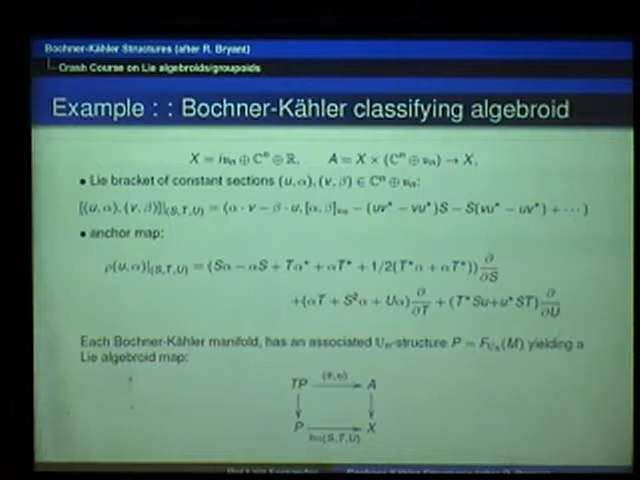 Bochner-Kähler Structures (after R. Bryant)
Crash Course on Lie algebroids/groupoids
Example : : Bochner-Kähler classifying algebroid
X = iu_n ⊕ C^n ⊕ R, A = X × (C^n ⊕ u_n) → X,
• Lie bracket of constant sections (u, α), (v, β) ∈ C^n ⊕ u_n:
[(u, α), (v, β)]|(S,T,U) = (α · v − β · u, [α, β]_{u_n} − (uv* − vu*)S − S(vu* − uv*) + ··· )
• anchor map:
ρ(u, α)|(S,T,U) = (Sα − αS + Tα* + αT* + 1/2(T*α + αT*)) ∂/∂S
+(αT + S²α + Uα) ∂/∂T + (T*Su+u*ST) ∂/∂U
Each Bochner-Kähler manifold, has an associated U_n-structure P = F_{U_n}(M) yielding a
Lie algebroid map:
TP (θ,η) A
P h=(S,T,U) X
Rui Loja Fernandes